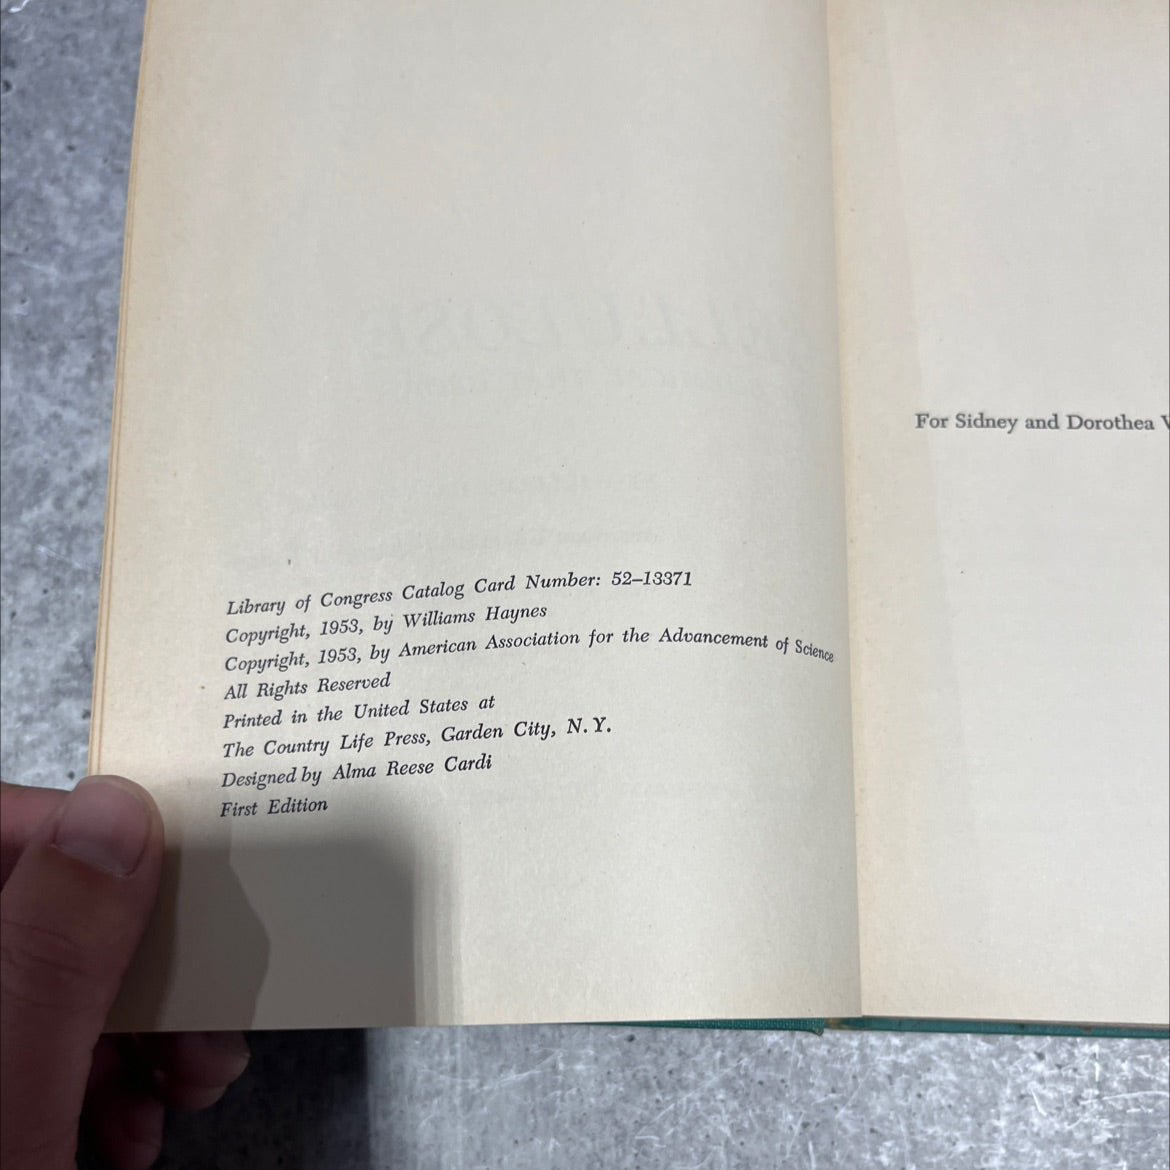 Library of Congress Catalog Card Number: 52–13371
Copyright, 1953, by Williams Haynes
Copyright, 1953, by American Association for the Advancement of Science
All Rights Reserved
Printed in the United States at
The Country Life Press, Garden City, N. Y.
Designed by Alma Reese Cardi
First Edition
For Sidney and Dorothea